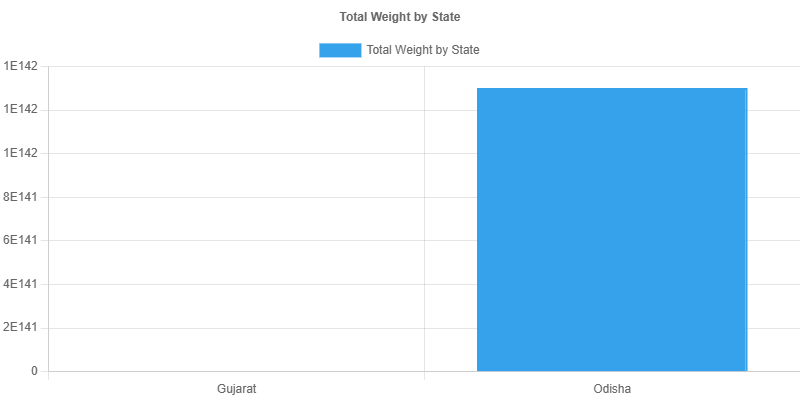 Total Weight by State
Total Weight by State
1E142
1E142
1E142
8E141
6E141
4E141
2E141
0
Gujarat Odisha